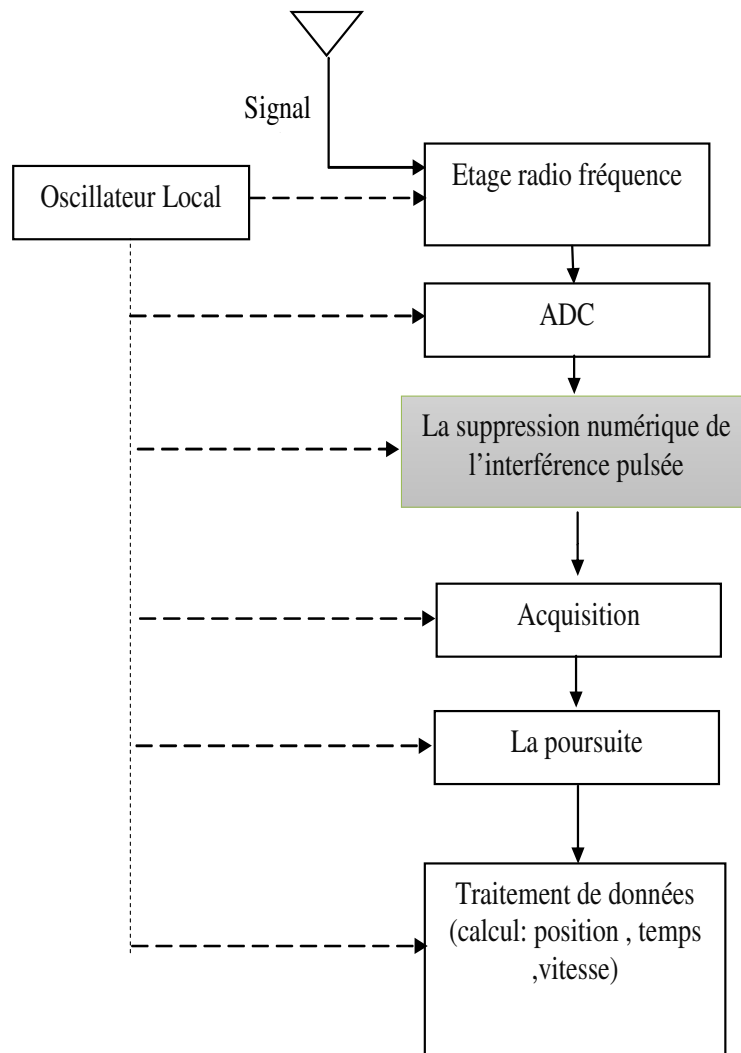 Signal
Etage radio fréquence
Oscillateur Local
ADC
La suppression numérique de
l’interférence pulsée
Acquisition
La poursuite
Traitement de données
(calcul: position , temps
,vitesse)